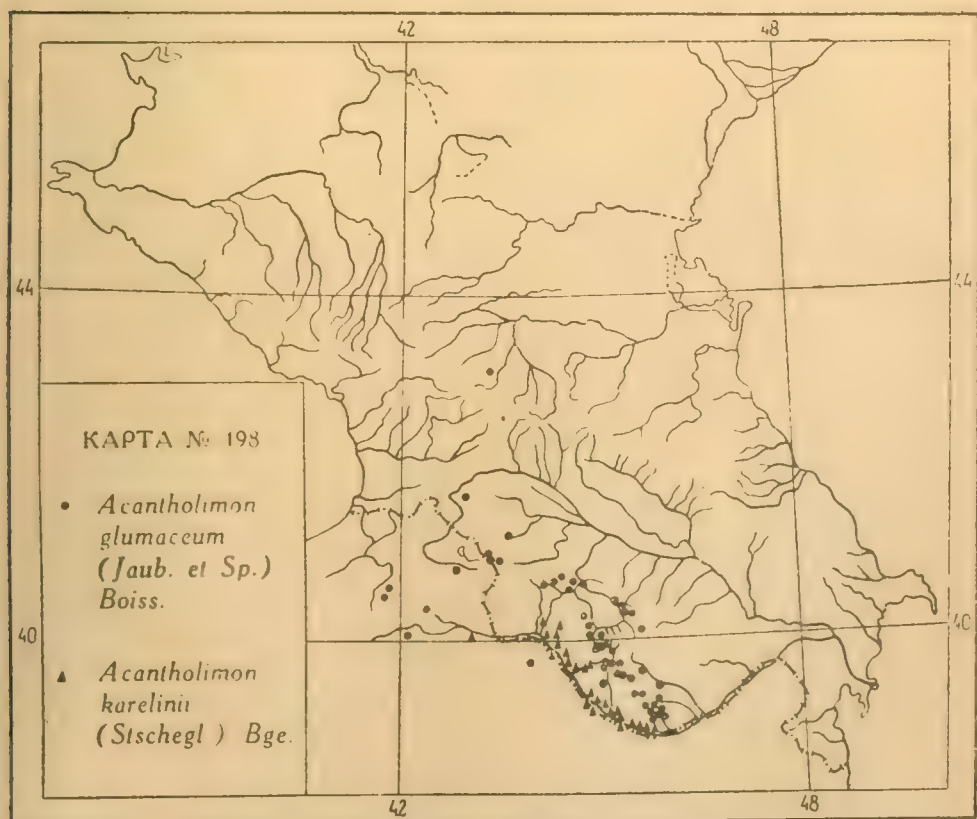 42 48
44 44
КАРТА № 198
• Acantholimon
glumaceum
(Jaub. et Sp.)
Boiss.
40 40
▲ Acantholimon
karelinii
(Stschegl ) Bge.
42 48